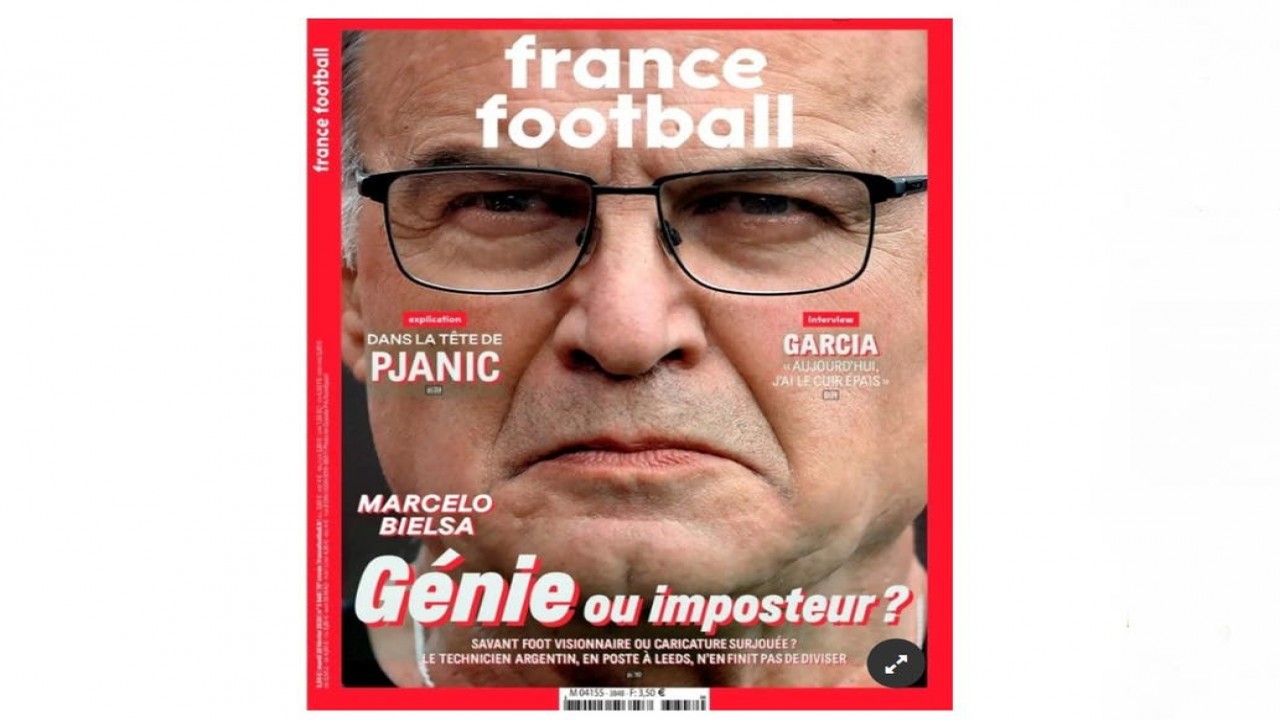 france
football
france football
explication
DANS LA TÊTE DE
PJANIC
interview
GARCIA
« AUJOURD'HUI,
J'AI LE CUIR ÉPAIS »
MARCELO
BIELSA
Génie ou imposteur ?
SAVANT FOOT VISIONNAIRE OU CARICATURE SURJOUÉE ?
LE TECHNICIEN ARGENTIN, EN POSTE À LEEDS, N'EN FINIT PAS DE DIVISER
M 04155 - 3848 - F: 3,50 €